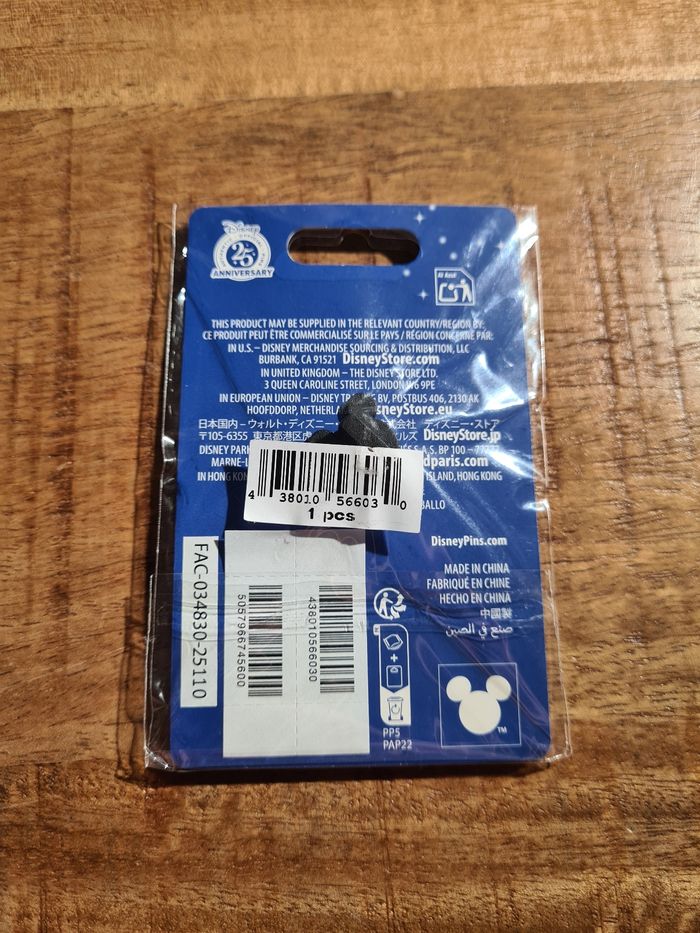 Disney
25
ANNIVERSARY
THIS PRODUCT MAY BE SUPPLIED IN THE RELEVANT COUNTRY/REGION BY:
CE PRODUIT PEUT ÊTRE COMMERCIALISÉ SUR LE PAYS / RÉGION CONCERNÉ PAR:
IN U.S. – DISNEY MERCHANDISE SOURCING & DISTRIBUTION, LLC
BURBANK, CA 91521 DisneyStore.com
IN UNITED KINGDOM – THE DISNEY STORE LTD.
3 QUEEN CAROLINE STREET, LONDON W6 9PE
IN EUROPEAN UNION – DISNEY BV, POSTBUS 406, 2130 AK
HOOFDDORP, sneyStore.eu
日本国内 – ウォルト・ディズニー・ 式会社 ディズニー・ストア
〒105-6355 東京都港区 DisneyStore.jp
DISNEY S.A.S, BP 100 –
MARNE-L dparis.com –
IN HONG ISLAND, HONG KONG
BALLO
4 38010 56603 0
1 pcs
DisneyPins.com
MADE IN CHINA
FABRIQUÉ EN CHINE
HECHO EN CHINA
中國製
صنع في الصين
FAC-034830-25110
5057966745600
438010566030
PP5
PAP22
TM